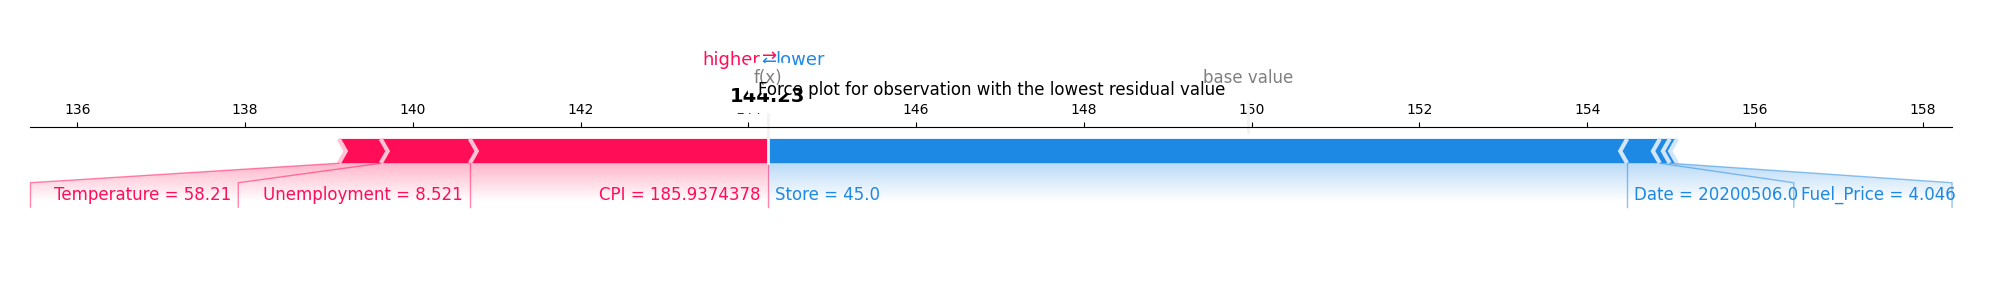 higher ⇄ lower
f(x) base value
Force plot for observation with the lowest residual value
144.23
136 138 140 142 146 148 150 152 154 156 158
Temperature = 58.21 Unemployment = 8.521 CPI = 185.9374378 Store = 45.0 Date = 20200506.0 Fuel_Price = 4.046